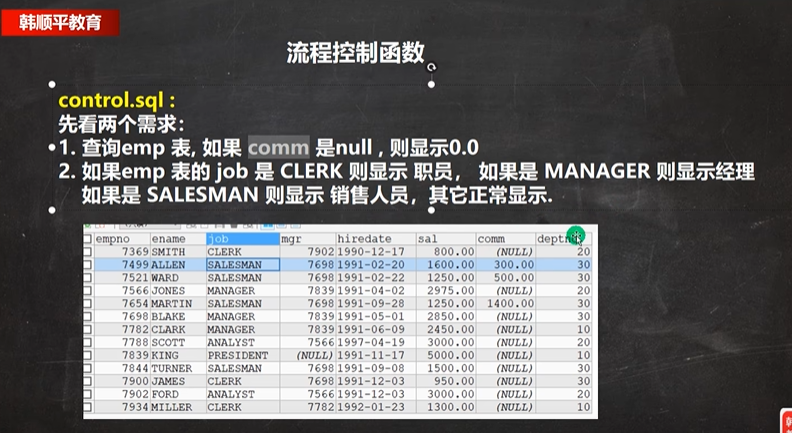 韩顺平教育
流程控制函数
control.sql :
先看两个需求：
1. 查询emp 表, 如果 comm 是null , 则显示0.0
2. 如果emp 表的 job 是 CLERK 则显示 职员， 如果是 MANAGER 则显示经理
如果是 SALESMAN 则显示 销售人员，其它正常显示.
empno ename job mgr hiredate sal comm
7369 SMITH CLERK 7902 1990-12-17 800.00 (NULL) 20
7499 ALLEN SALESMAN 7698 1991-02-20 1600.00 300.00 30
7521 WARD SALESMAN 7698 1991-02-22 1250.00 500.00 30
7566 JONES MANAGER 7839 1991-04-02 2975.00 (NULL) 20
7654 MARTIN SALESMAN 7698 1991-09-28 1250.00 1400.00 30
7698 BLAKE MANAGER 7839 1991-05-01 2850.00 (NULL) 30
7782 CLARK MANAGER 7839 1991-06-09 2450.00 (NULL) 10
7788 SCOTT ANALYST 7566 1997-04-19 3000.00 (NULL) 20
7839 KING PRESIDENT (NULL) 1991-11-17 5000.00 (NULL) 10
7844 TURNER SALESMAN 7698 1991-09-08 1500.00 (NULL) 30
7900 JAMES CLERK 7698 1991-12-03 950.00 (NULL) 30
7902 FORD ANALYST 7566 1991-12-03 3000.00 (NULL) 20
7934 MILLER CLERK 7782 1992-01-23 1300.00 (NULL) 10